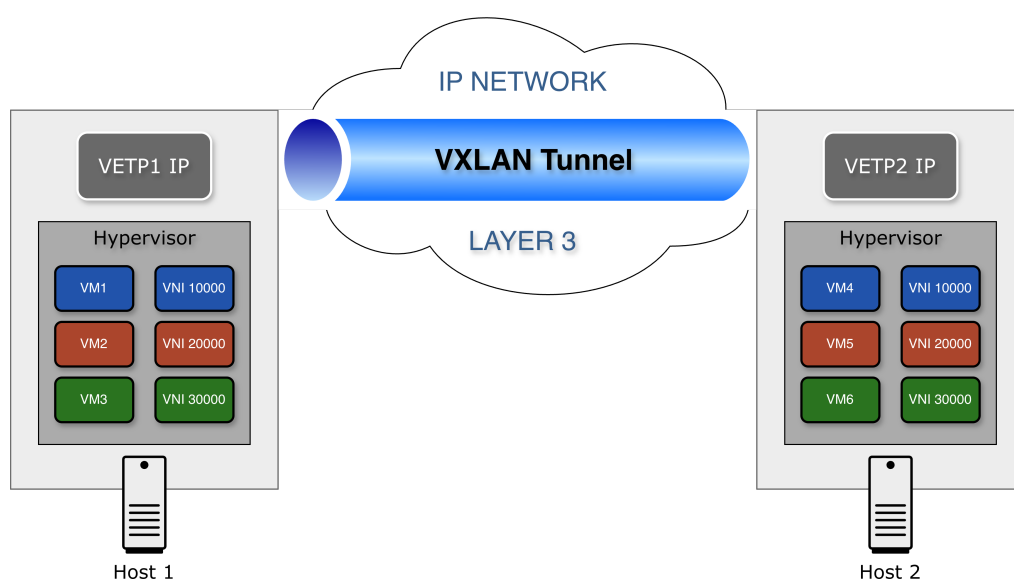 IP NETWORK
VXLAN Tunnel
LAYER 3
VETP1 IP
Hypervisor
VM1 VNI 10000
VM2 VNI 20000
VM3 VNI 30000
Host 1
VETP2 IP
Hypervisor
VM4 VNI 10000
VM5 VNI 20000
VM6 VNI 30000
Host 2